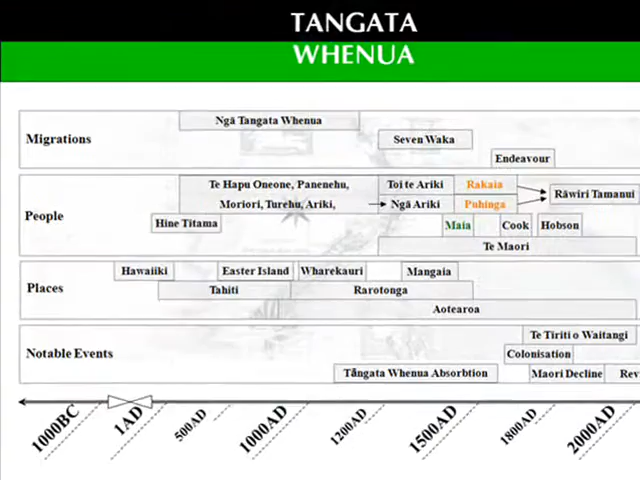 TANGATA
WHENUA
Migrations
Ngā Tangata Whenua
Seven Waka
Endeavour
People
Te Hapu Oneone, Panenehu,
Moriori, Turehu, Ariki,
Toi te Ariki
Rakaia
Ngā Ariki
Puhinga
Rāwiri Tamanui
Hine Titama
Maia
Cook
Hobson
Te Maori
Places
Hawaiiki
Easter Island
Wharekauri
Mangaia
Tahiti
Rarotonga
Aotearoa
Notable Events
Te Tiriti o Waitangi
Colonisation
Tāngata Whenua Absorbtion
Maori Decline
Rev
1000BC
1AD
500AD
1000AD
1200AD
1500AD
1800AD
2000AD